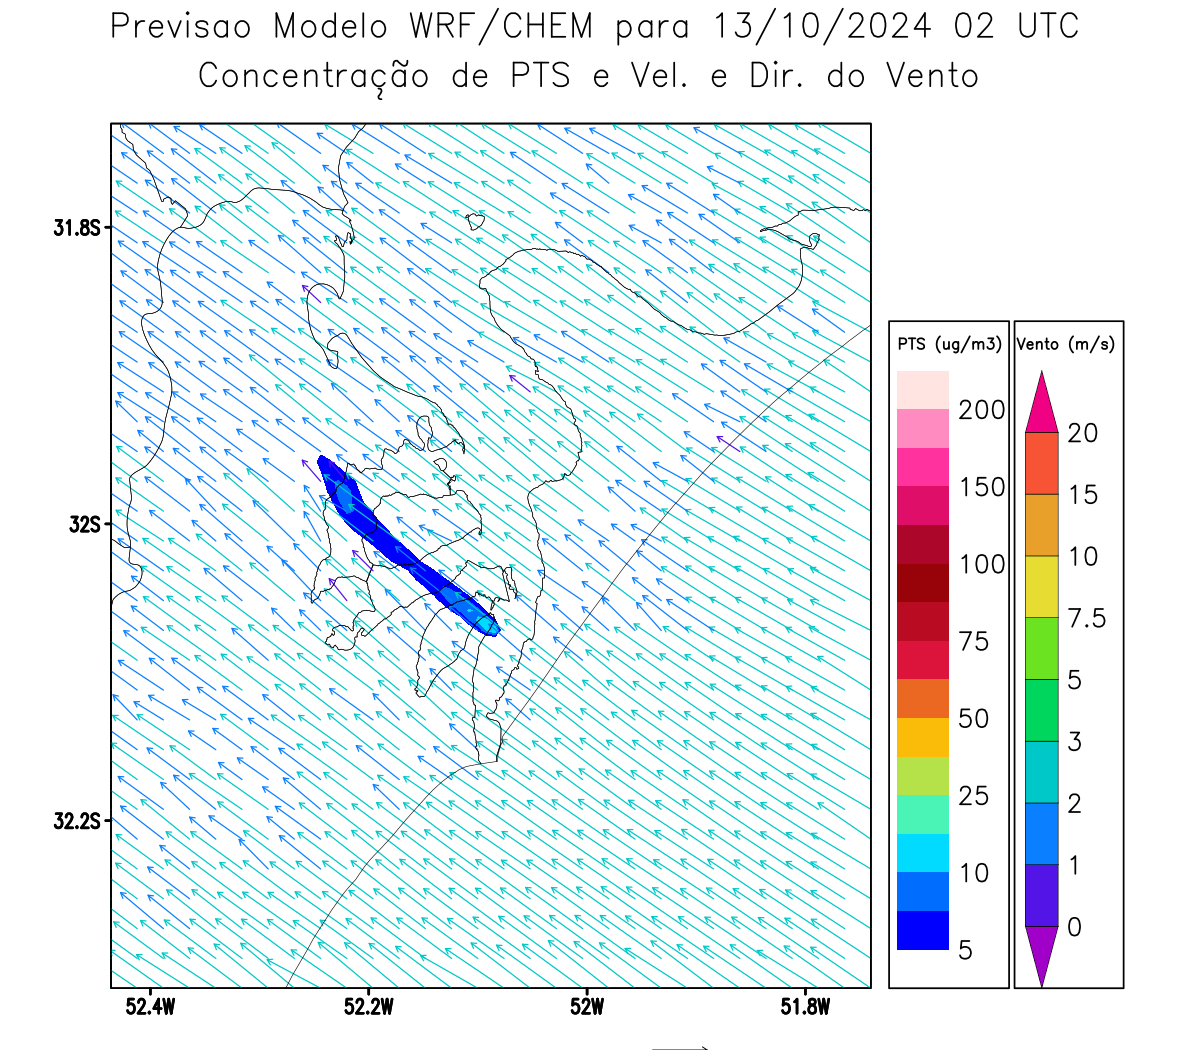 Previsao Modelo WRF/CHEM para 13/10/2024 02 UTC
Concentração de PTS e Vel. e Dir. do Vento
31.8S
32S
32.2S
52.4W
52.2W
52W
51.8W
PTS (ug/m3)
200
150
100
75
50
25
10
5
Vento (m/s)
20
15
10
7.5
5
3
2
1
0